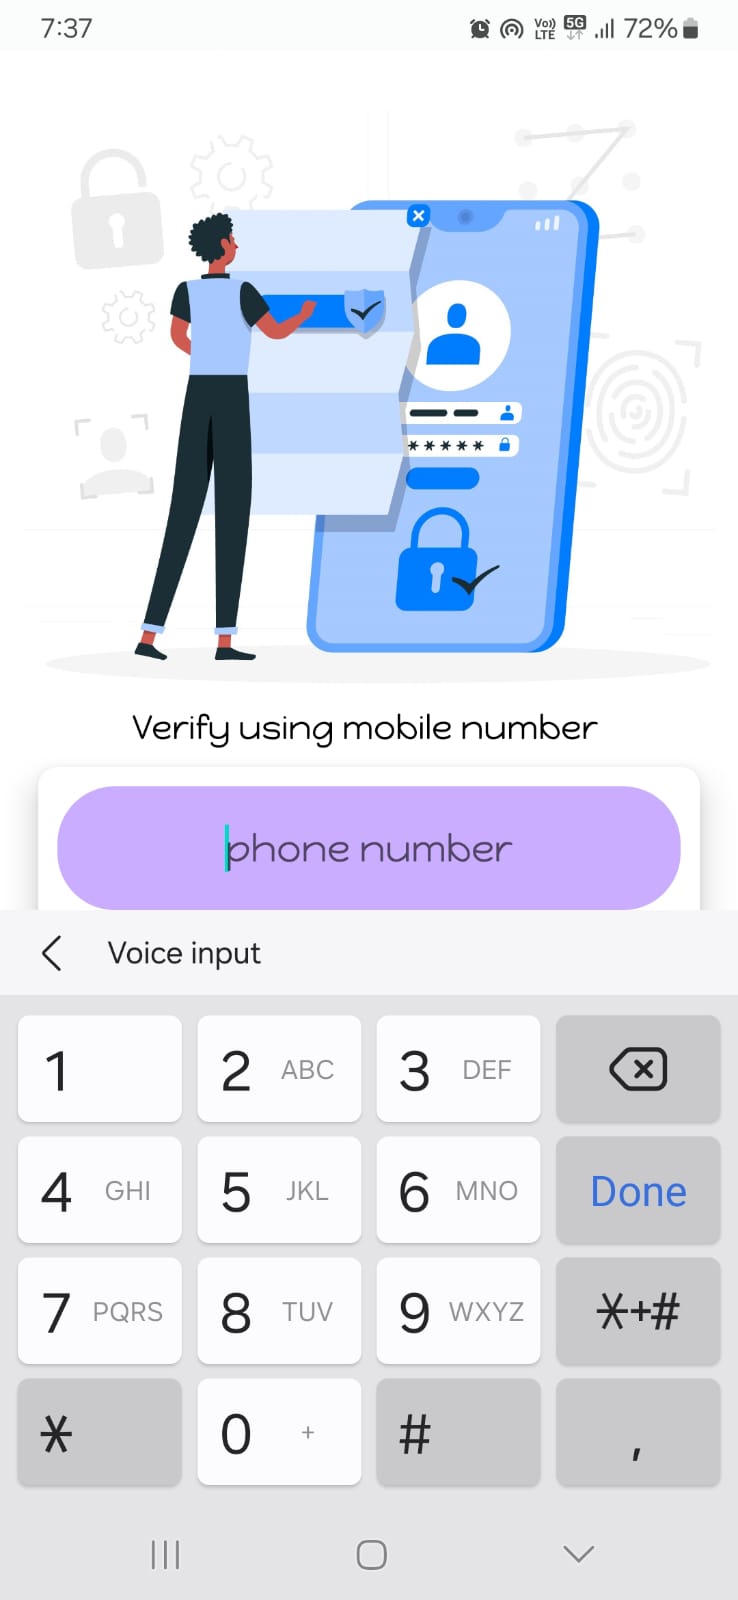 7:37
Vo)) LTE 5G 72%
* * * * *
Verify using mobile number
phone number
Voice input
1
2 ABC
3 DEF
4 GHI
5 JKL
6 MNO
Done
7 PQRS
8 TUV
9 WXYZ
*+#
*
0 +
#
,